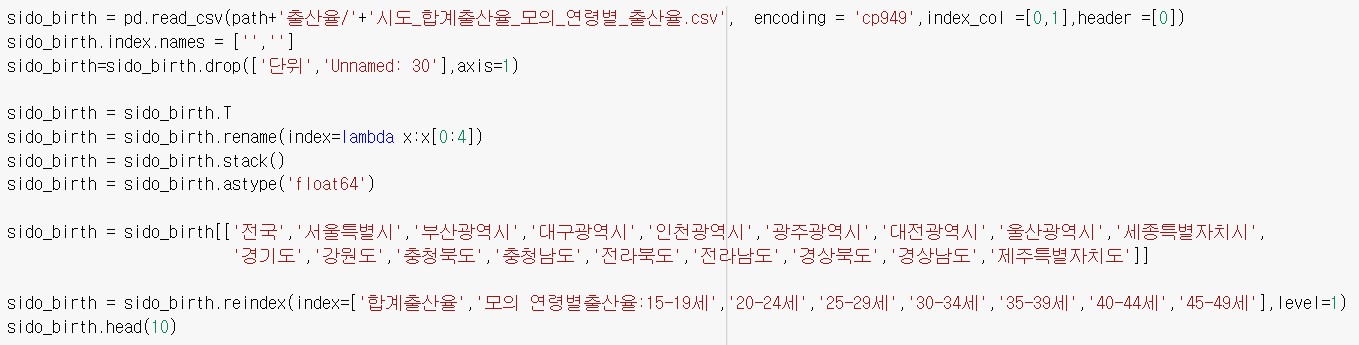 sido_birth = pd.read_csv(path+'출산율/'+'시도_합계출산율_모의_연령별_출산율.csv',  encoding = 'cp949',index_col =[0,1],header =[0])
sido_birth.index.names = ['','']
sido_birth=sido_birth.drop(['단위','Unnamed: 30'],axis=1)
sido_birth = sido_birth.T
sido_birth = sido_birth.rename(index=lambda x:x[0:4])
sido_birth = sido_birth.stack()
sido_birth = sido_birth.astype('float64')
sido_birth = sido_birth[['전국','서울특별시','부산광역시','대구광역시','인천광역시','광주광역시','대전광역시','울산광역시','세종특별자치시',
'경기도','강원도','충청북도','충청남도','전라북도','전라남도','경상북도','경상남도','제주특별자치도']]
sido_birth = sido_birth.reindex(index=['합계출산율','모의 연령별출산율:15-19세','20-24세','25-29세','30-34세','35-39세','40-44세','45-49세'],level=1)
sido_birth.head(10)